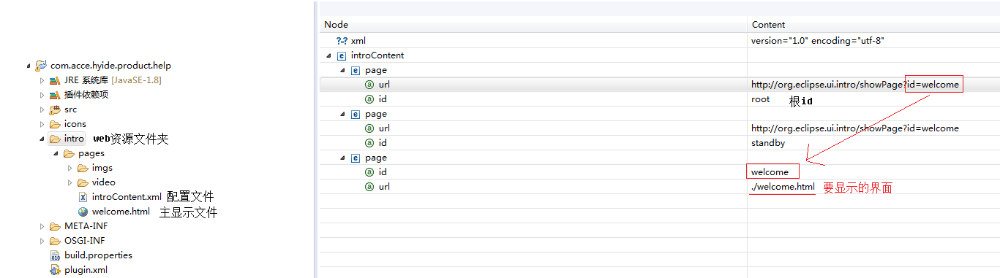 com.acce.hyide.product.help
JRE 系统库 [JavaSE-1.8]
插件依赖项
src
icons
intro web资源文件夹
pages
imgs
video
introContent.xml 配置文件
welcome.html 主显示文件
META-INF
OSGI-INF
build.properties
plugin.xml
Node Content
?=? xml version="1.0" encoding="utf-8"
e introContent
e page
a url http://org.eclipse.ui.intro/showPage?id=welcome
a id root 根id
e page
a url http://org.eclipse.ui.intro/showPage?id=welcome
a id standby
e page
a id welcome
a url ./welcome.html 要显示的界面